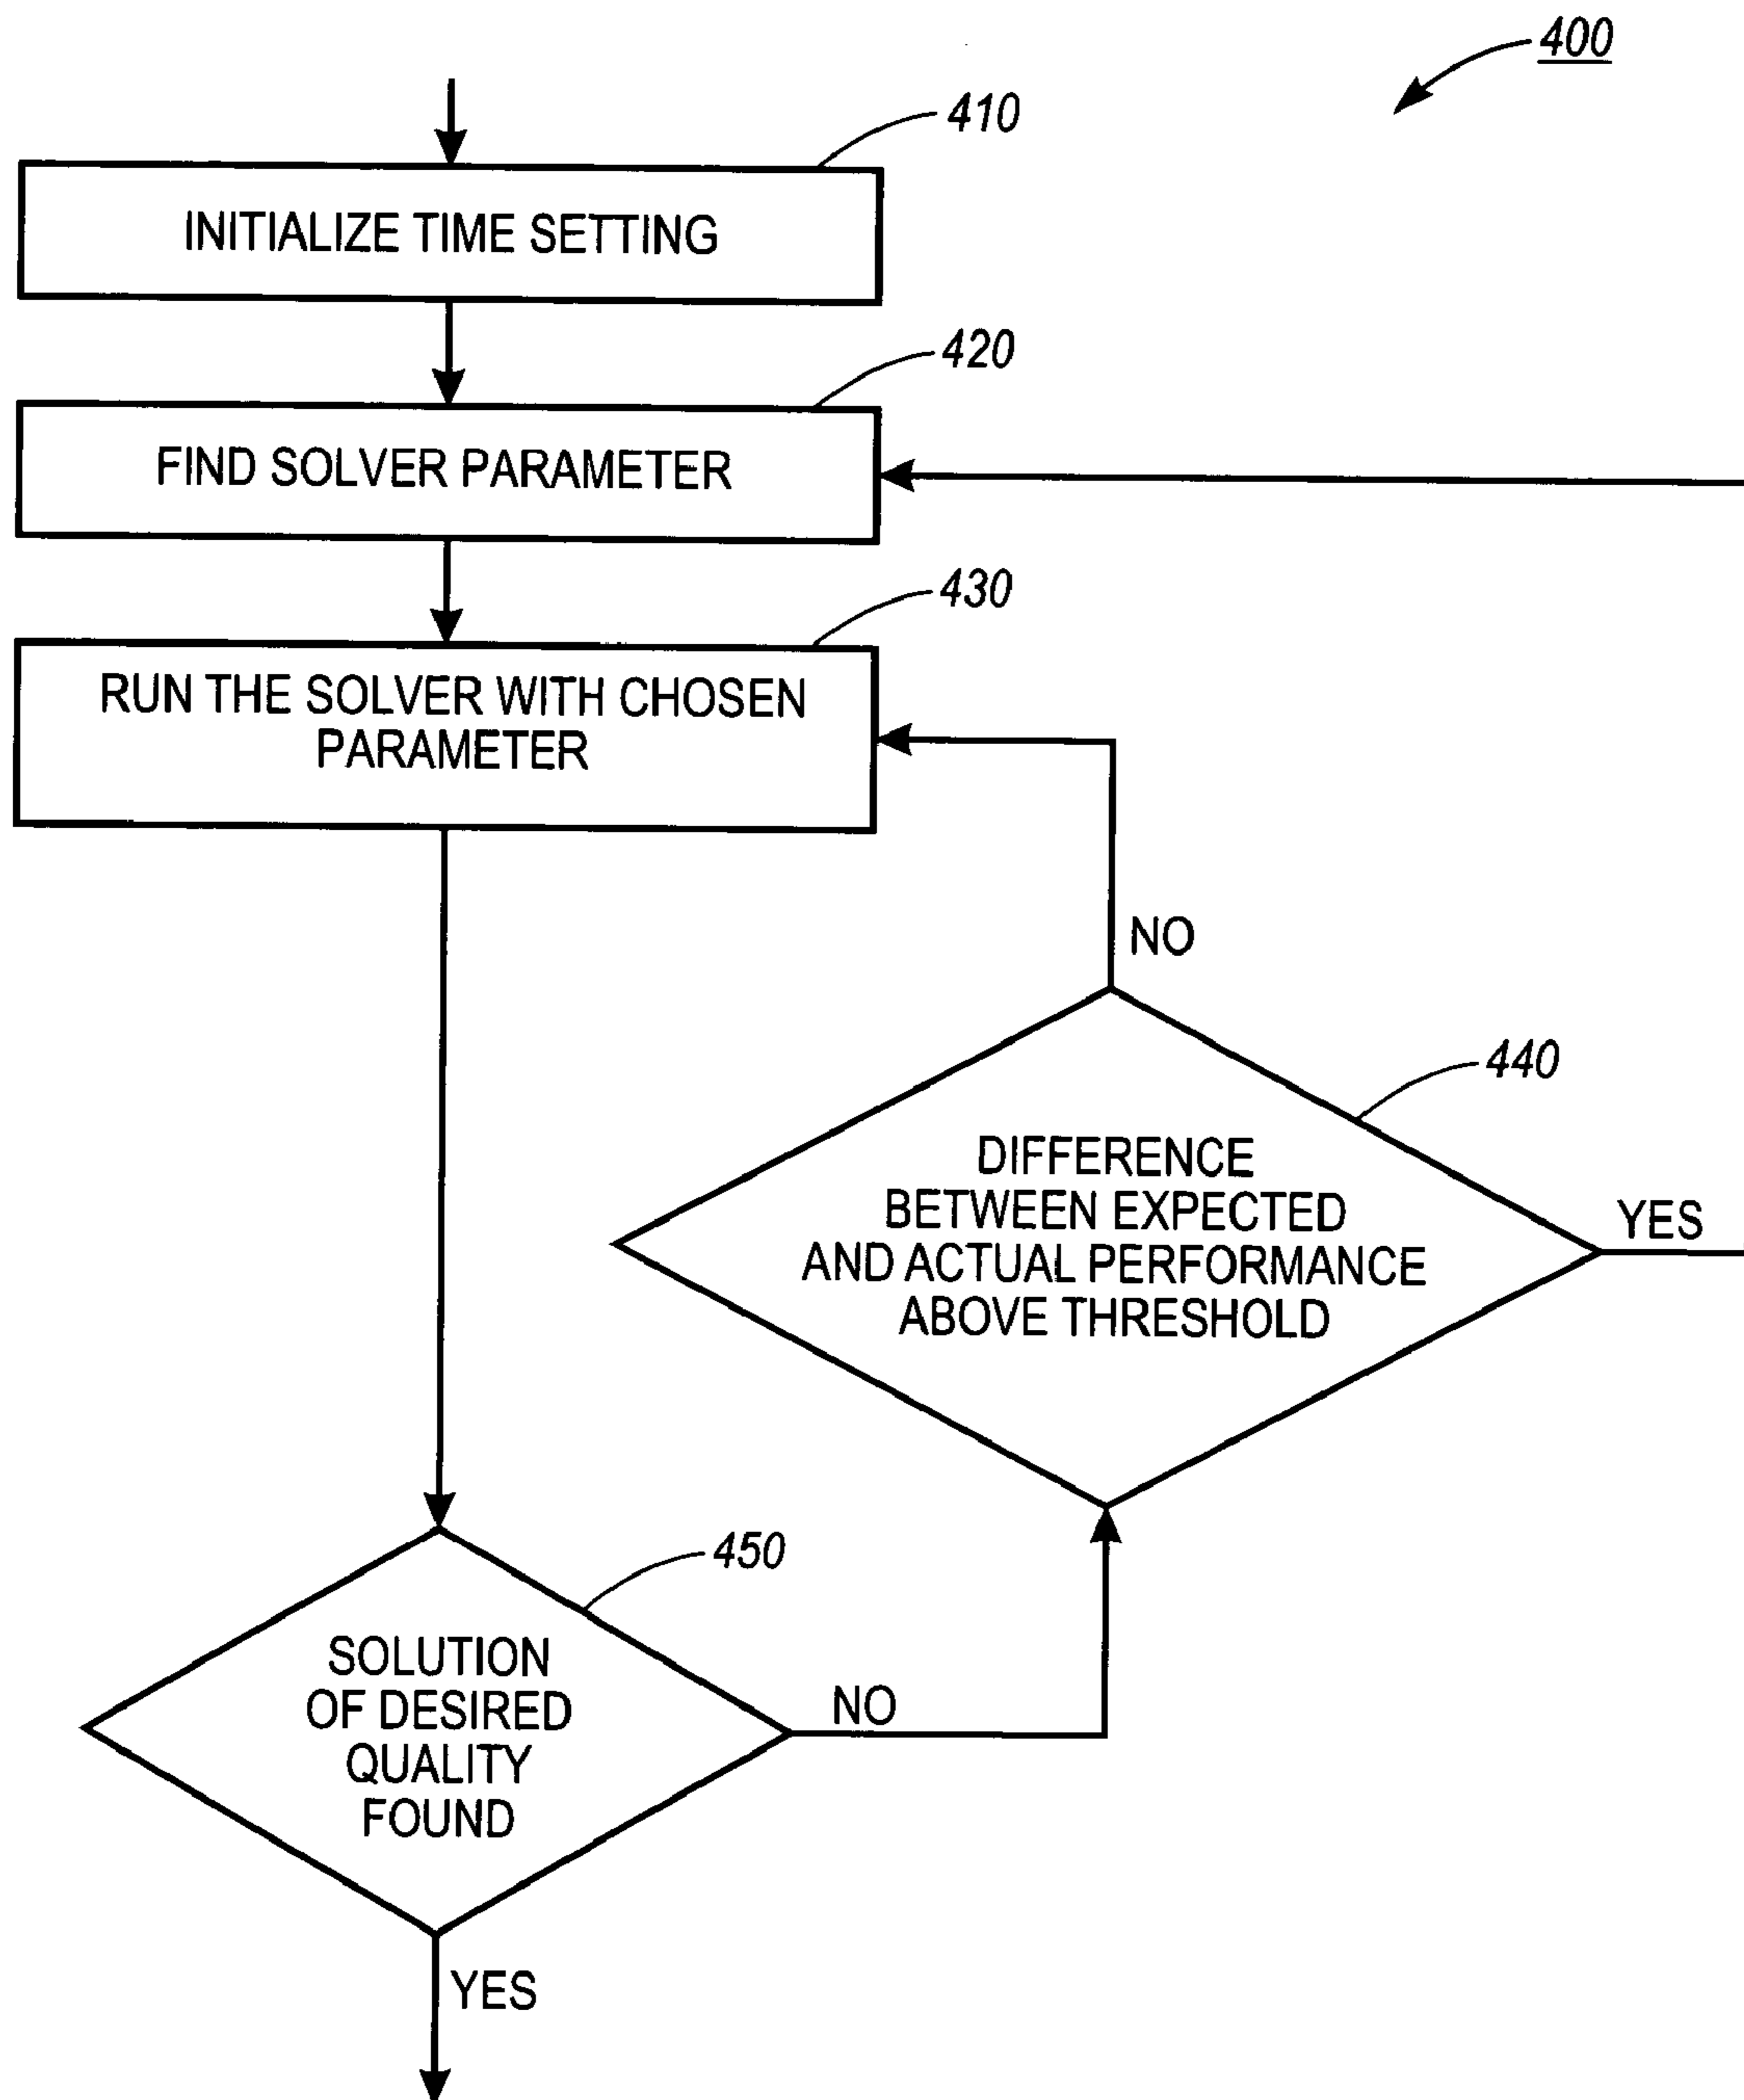 400
410
INITIALIZE TIME SETTING
420
FIND SOLVER PARAMETER
430
RUN THE SOLVER WITH CHOSEN
PARAMETER
NO
440
DIFFERENCE
BETWEEN EXPECTED
AND ACTUAL PERFORMANCE
ABOVE THRESHOLD
YES
450
SOLUTION
OF DESIRED
QUALITY
FOUND
NO
YES